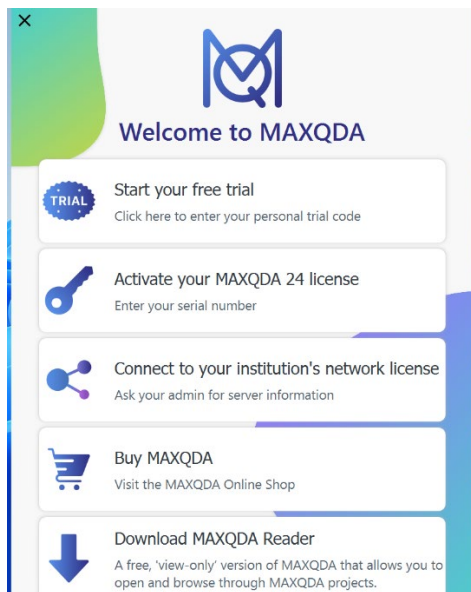 Welcome to MAXQDA
TRIAL
Start your free trial
Click here to enter your personal trial code
Activate your MAXQDA 24 license
Enter your serial number
Connect to your institution's network license
Ask your admin for server information
Buy MAXQDA
Visit the MAXQDA Online Shop
Download MAXQDA Reader
A free, 'view-only' version of MAXQDA that allows you to
open and browse through MAXQDA projects.